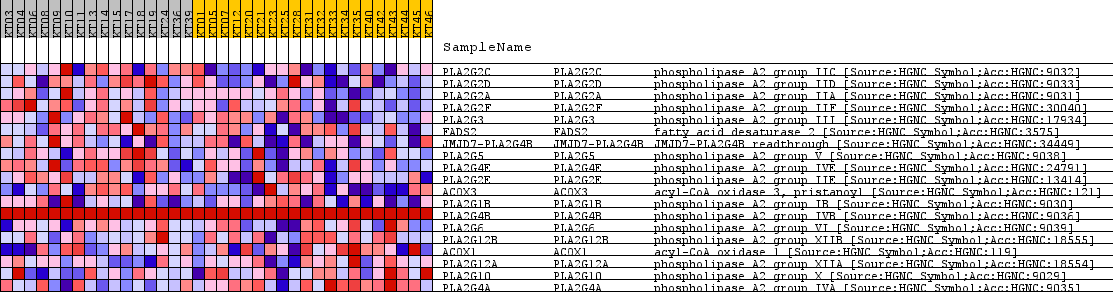 KT03 KT04 KT06 KT08 KT09 KT10 KT11 KT13 KT14 KT15 KT17 KT18 KT19 KT24 KT36 KT39 KT01 KT05 KT07 KT12 KT20 KT21 KT23 KT25 KT28 KT31 KT32 KT33 KT34 KT35 KT40 KT42 KT43 KT44 KT45 KT46
SampleName
PLA2G2C PLA2G2C phospholipase A2 group IIC [Source:HGNC Symbol;Acc:HGNC:9032]
PLA2G2D PLA2G2D phospholipase A2 group IID [Source:HGNC Symbol;Acc:HGNC:9033]
PLA2G2A PLA2G2A phospholipase A2 group IIA [Source:HGNC Symbol;Acc:HGNC:9031]
PLA2G2F PLA2G2F phospholipase A2 group IIF [Source:HGNC Symbol;Acc:HGNC:30040]
PLA2G3 PLA2G3 phospholipase A2 group III [Source:HGNC Symbol;Acc:HGNC:17934]
FADS2 FADS2 fatty acid desaturase 2 [Source:HGNC Symbol;Acc:HGNC:3575]
JMJD7-PLA2G4B JMJD7-PLA2G4B JMJD7-PLA2G4B readthrough [Source:HGNC Symbol;Acc:HGNC:34449]
PLA2G5 PLA2G5 phospholipase A2 group V [Source:HGNC Symbol;Acc:HGNC:9038]
PLA2G4E PLA2G4E phospholipase A2 group IVE [Source:HGNC Symbol;Acc:HGNC:24791]
PLA2G2E PLA2G2E phospholipase A2 group IIE [Source:HGNC Symbol;Acc:HGNC:13414]
ACOX3 ACOX3 acyl-CoA oxidase 3, pristanoyl [Source:HGNC Symbol;Acc:HGNC:121]
PLA2G1B PLA2G1B phospholipase A2 group IB [Source:HGNC Symbol;Acc:HGNC:9030]
PLA2G4B PLA2G4B phospholipase A2 group IVB [Source:HGNC Symbol;Acc:HGNC:9036]
PLA2G6 PLA2G6 phospholipase A2 group VI [Source:HGNC Symbol;Acc:HGNC:9039]
PLA2G12B PLA2G12B phospholipase A2 group XIIB [Source:HGNC Symbol;Acc:HGNC:18555]
ACOX1 ACOX1 acyl-CoA oxidase 1 [Source:HGNC Symbol;Acc:HGNC:119]
PLA2G12A PLA2G12A phospholipase A2 group XIIA [Source:HGNC Symbol;Acc:HGNC:18554]
PLA2G10 PLA2G10 phospholipase A2 group X [Source:HGNC Symbol;Acc:HGNC:9029]
PLA2G4A PLA2G4A phospholipase A2 group IVA [Source:HGNC Symbol;Acc:HGNC:9035]